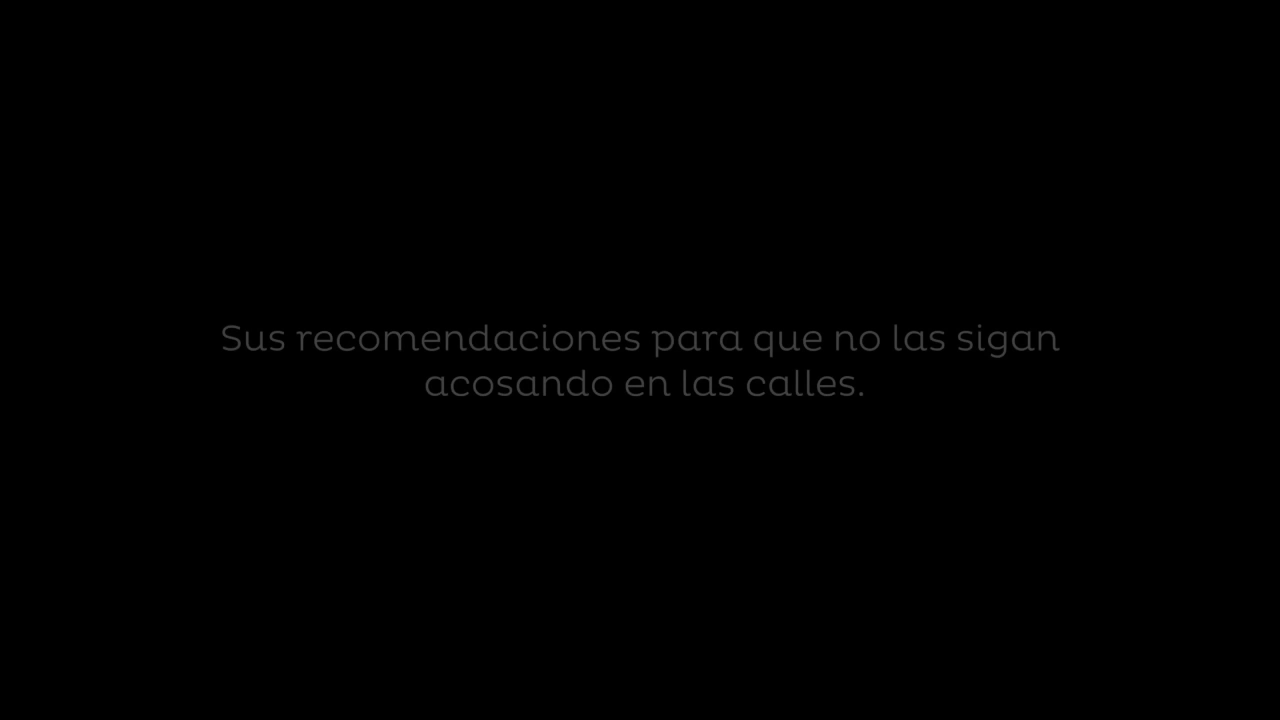 Sus recomendaciones para que no las sigan
acosando en las calles.